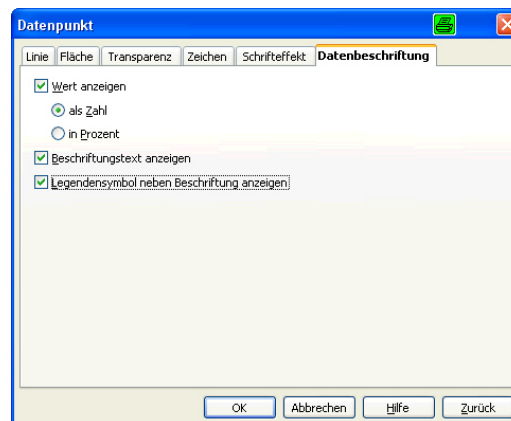 Datenpunkt
Linie Fläche Transparenz Zeichen Schrifteffekt Datenbeschriftung
Wert anzeigen
als Zahl
in Prozent
Beschriftungstext anzeigen
Legendensymbol neben Beschriftung anzeigen
OK Abbrechen Hilfe Zurück